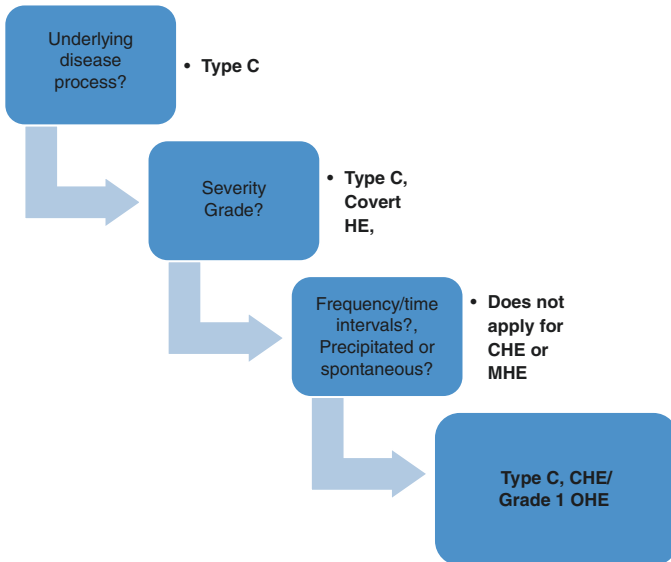 Underlying
disease
process?
• Type C
Severity
Grade?
• Type C,
Covert
HE,
Frequency/time
intervals?,
Precipitated or
spontaneous?
• Does not
apply for
CHE or
MHE
Type C, CHE/
Grade 1 OHE